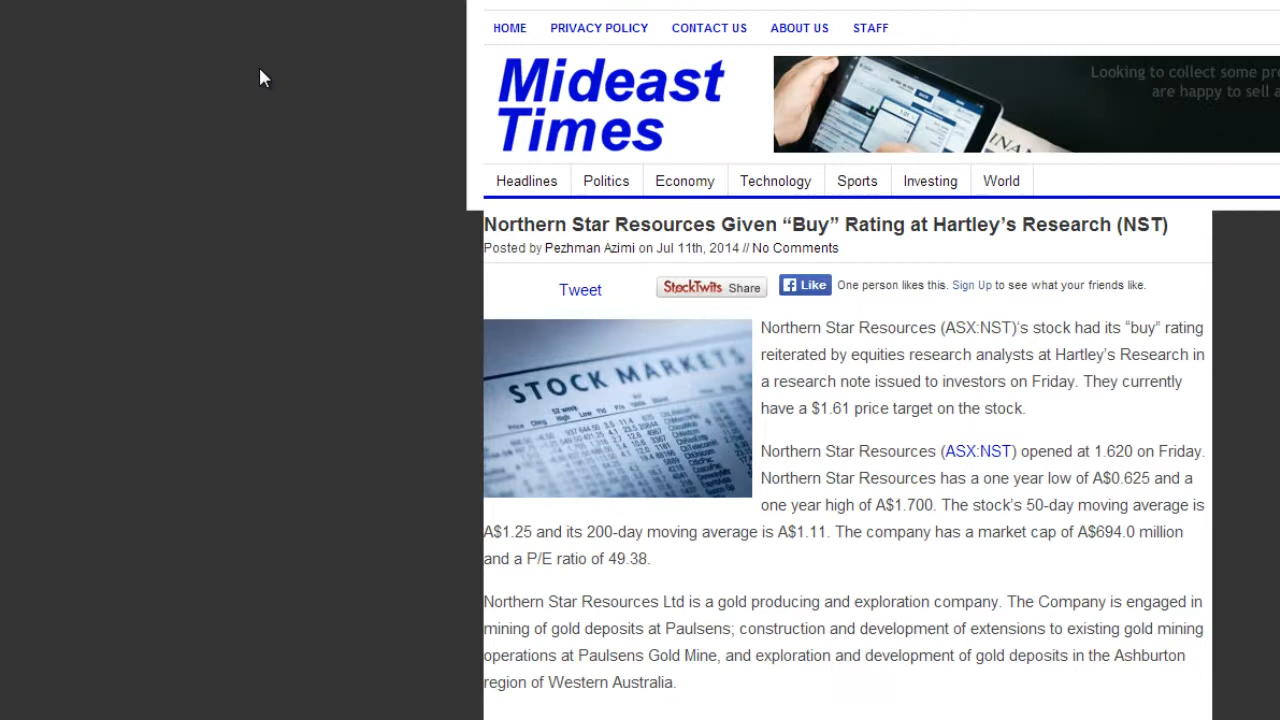 HOME PRIVACY POLICY CONTACT US ABOUT US STAFF
Mideast
Times
Looking to collect some
are happy to sell
Headlines Politics Economy Technology Sports Investing World
Northern Star Resources Given “Buy” Rating at Hartley’s Research (NST)
Posted by Pezhman Azimi on Jul 11th, 2014 // No Comments
Tweet StockTwits Share Like One person likes this. Sign Up to see what your friends like.
STOCK MARKETS
Northern Star Resources (ASX:NST)‘s stock had its “buy” rating
reiterated by equities research analysts at Hartley’s Research in
a research note issued to investors on Friday. They currently
have a $1.61 price target on the stock.
Northern Star Resources (ASX:NST) opened at 1.620 on Friday.
Northern Star Resources has a one year low of A$0.625 and a
one year high of A$1.700. The stock’s 50-day moving average is
A$1.25 and its 200-day moving average is A$1.11. The company has a market cap of A$694.0 million
and a P/E ratio of 49.38.
Northern Star Resources Ltd is a gold producing and exploration company. The Company is engaged in
mining of gold deposits at Paulsens; construction and development of extensions to existing gold mining
operations at Paulsens Gold Mine, and exploration and development of gold deposits in the Ashburton
region of Western Australia.